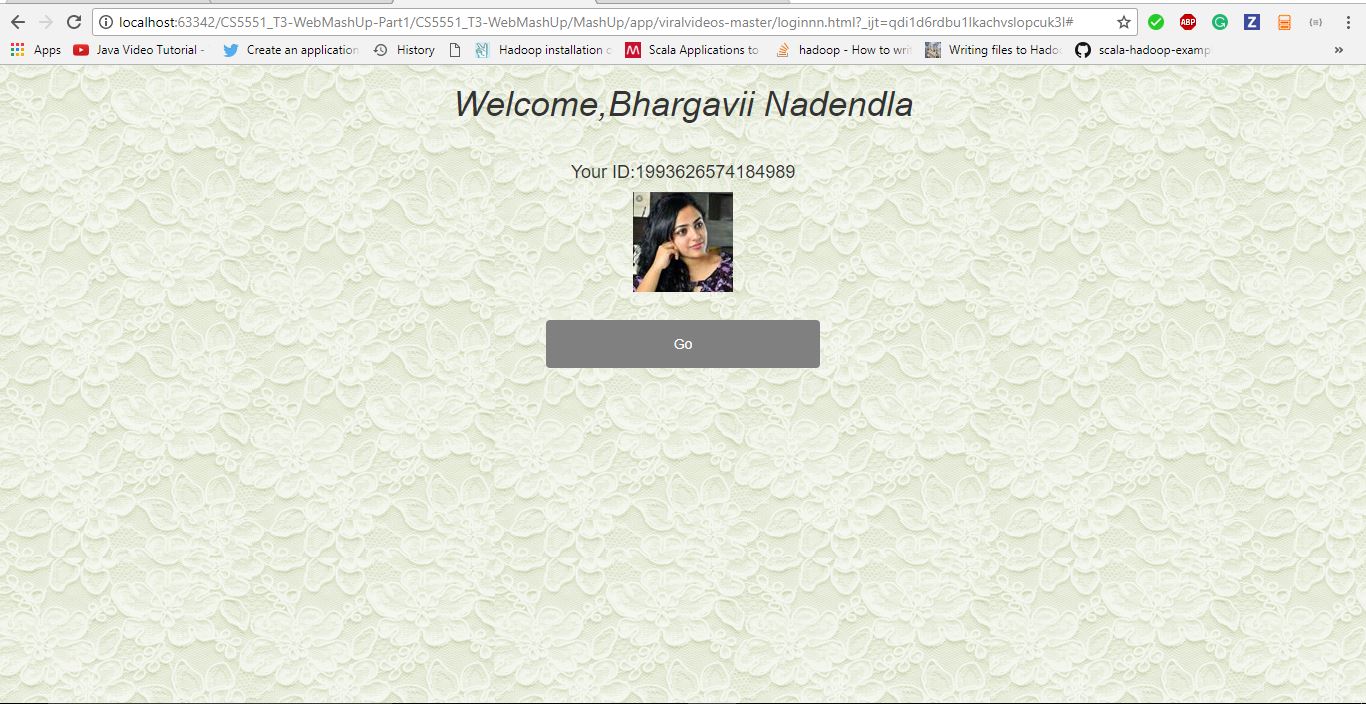 localhost:63342/CS5551_T3-WebMashUp-Part1/CS5551_T3-WebMashUp/MashUp/app/viralvideos-master/loginnn.html?_ijt=qdi1d6rdbu1lkachvslopcuk3l#
ABP G Z
Apps Java Video Tutorial - Create an application History Hadoop installation M Scala Applications to hadoop - How to wri Writing files to Hado scala-hadoop-examp »
Welcome,Bhargavii Nadendla
Your ID:1993626574184989
Go